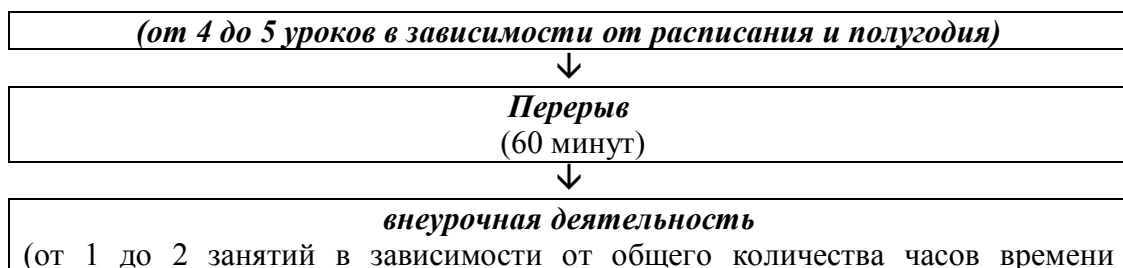 (от 4 до 5 уроков в зависимости от расписания и полугодия)
↓
Перерыв
(60 минут)
↓
внеурочная деятельность
(от 1 до 2 занятий в зависимости от общего количества часов времени